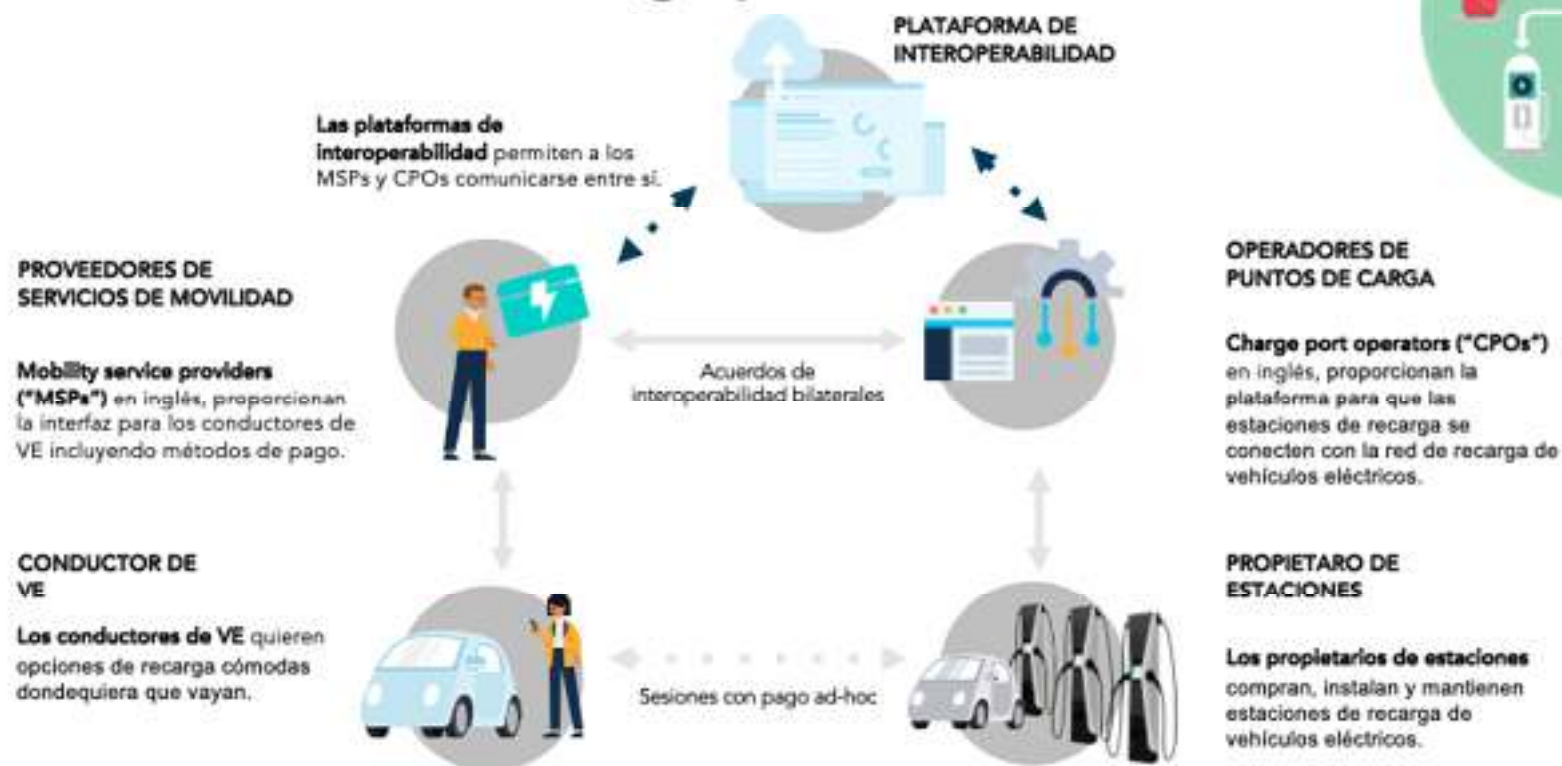 PLATAFORMA DE
INTEROPERABILIDAD
Las plataformas de
interoperabilidad permiten a los
MSPs y CPOs comunicarse entre sí.
PROVEEDORES DE
SERVICIOS DE MOVILIDAD
Mobility service providers
("MSPs") en inglés, proporcionan
la interfaz para los conductores de
VE incluyendo métodos de pago.
Acuerdos de
interoperabilidad bilaterales
OPERADORES DE
PUNTOS DE CARGA
Charge port operators ("CPOs")
en inglés, proporcionan la
plataforma para que las
estaciones de recarga se
conecten con la red de recarga de
vehículos eléctricos.
CONDUCTOR DE
VE
Los conductores de VE quieren
opciones de recarga cómodas
dondequiera que vayan.
Sesiones con pago ad-hoc
PROPIETARO DE
ESTACIONES
Los propietarios de estaciones
compran, instalan y mantienen
estaciones de recarga de
vehículos eléctricos.